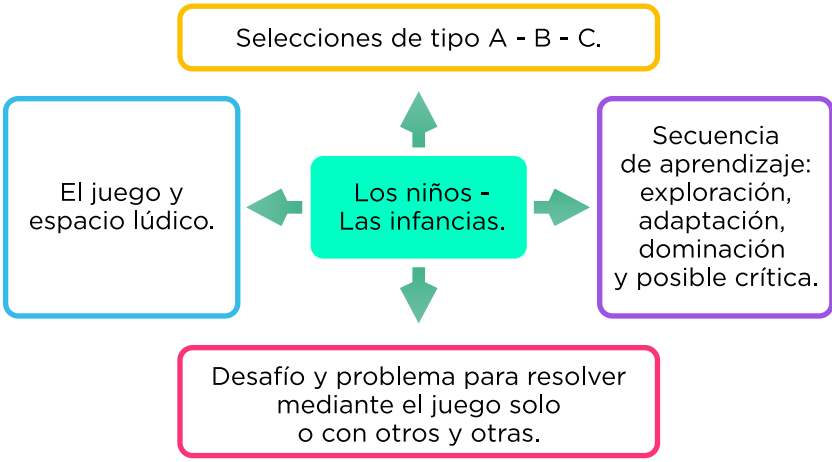 Selecciones de tipo A - B - C.
El juego y
espacio lúdico.
Los niños -
Las infancias.
Secuencia
de aprendizaje:
exploración,
adaptación,
dominación
y posible crítica.
Desafío y problema para resolver
mediante el juego solo
o con otros y otras.